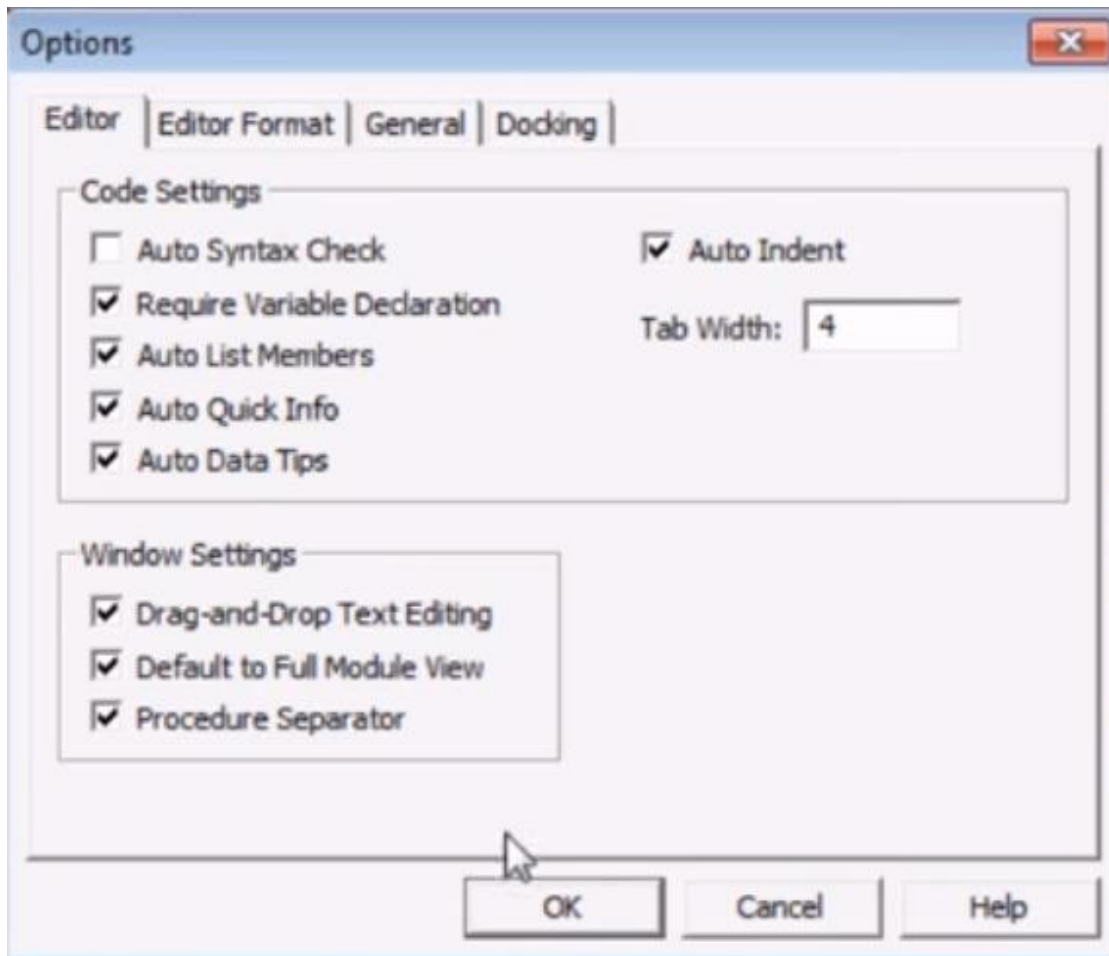 Options
Editor Editor Format General Docking
Code Settings
Auto Syntax Check
Auto Indent
Require Variable Declaration
Tab Width: 4
Auto List Members
Auto Quick Info
Auto Data Tips
Window Settings
Drag-and-Drop Text Editing
Default to Full Module View
Procedure Separator
OK Cancel Help